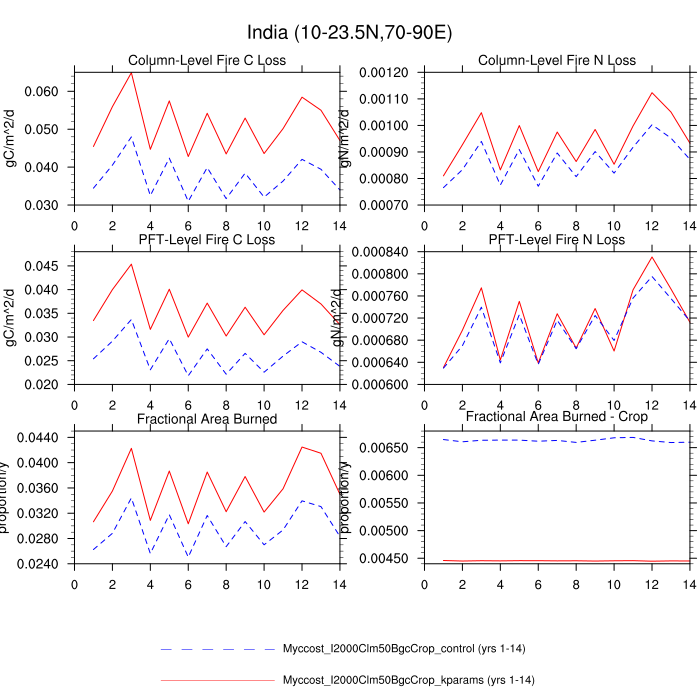 India (10-23.5N,70-90E)
Column-Level Fire C Loss
gC/m^2/d
0.060
0.050
0.040
0.030
0 2 4 6 8 10 12 14
Column-Level Fire N Loss
gN/m^2/d
0.00120
0.00110
0.00100
0.00090
0.00080
0.00070
0 2 4 6 8 10 12 14
PFT-Level Fire C Loss
gC/m^2/d
0.045
0.040
0.035
0.030
0.025
0.020
0 2 4 6 8 10 12 14
PFT-Level Fire N Loss
gN/m^2/d
0.000840
0.000800
0.000760
0.000720
0.000680
0.000640
0.000600
0 2 4 6 8 10 12 14
Fractional Area Burned
proportion/y
0.0440
0.0400
0.0360
0.0320
0.0280
0.0240
0 2 4 6 8 10 12 14
Fractional Area Burned - Crop
proportion/y
0.00650
0.00600
0.00550
0.00500
0.00450
0 2 4 6 8 10 12 14
Myccost_I2000Clm50BgcCrop_control (yrs 1-14)
Myccost_I2000Clm50BgcCrop_kparams (yrs 1-14)